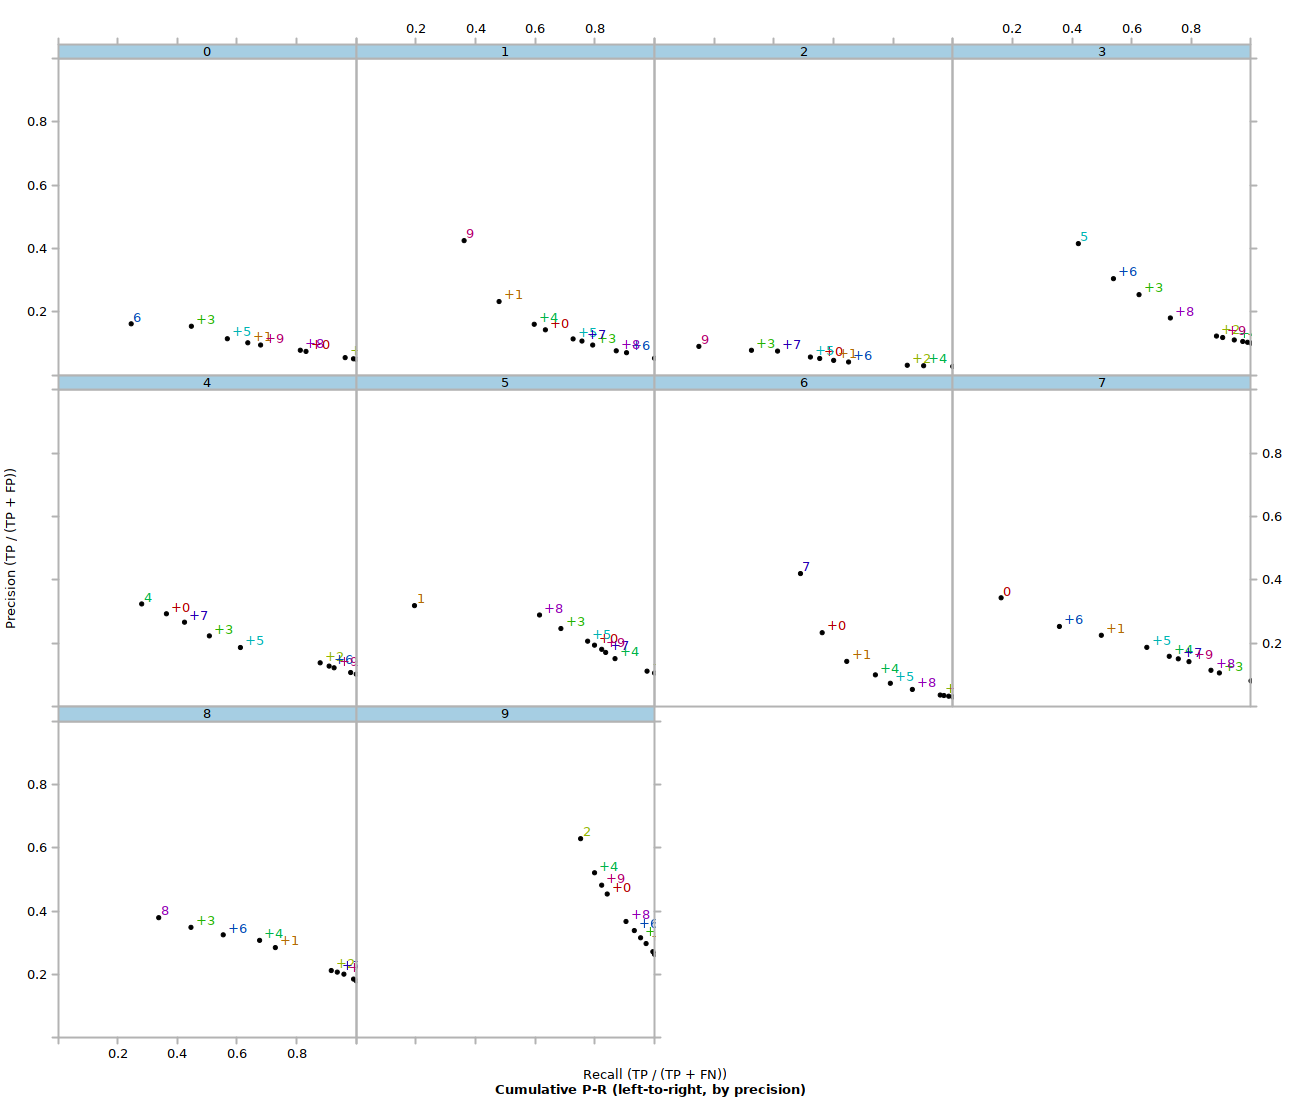 0.2 0.4 0.6 0.8 0.2 0.4 0.6 0.8
0 1 2 3
0.8
0.6
0.4
0.2
6 +3 +5 +1 +9 +8 +0
9 +1 +4 +0 +5 +7 +3 +8 +6
9 +3 +7 +5 +0 +1 +6 +2 +4
5 +6 +3 +8 +2 +9
4 5 6 7
0.8
0.6
0.4
0.2
4 +0 +7 +3 +5 +2 +6 +9
1 +8 +3 +5 +0 +9 +7 +4
7 +0 +1 +4 +5 +8
0 +6 +1 +5 +4 +7 +9 +8 +3
8 9
0.8
0.6
0.4
0.2
8 +3 +6 +4 +1 +2
2 +4 +9 +0 +8 +6
0.2 0.4 0.6 0.8
Precision (TP / (TP + FP))
Recall (TP / (TP + FN))
Cumulative P-R (left-to-right, by precision)